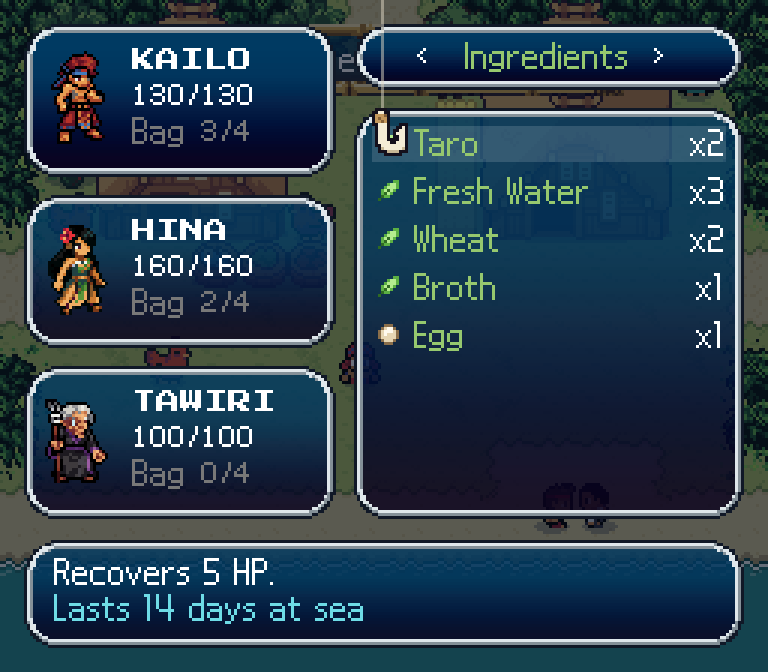 KAILO
130/130
Bag 3/4
HINA
160/160
Bag 2/4
TAWIRI
100/100
Bag 0/4
< Ingredients >
Taro x2
Fresh Water x3
Wheat x2
Broth x1
Egg x1
Recovers 5 HP.
Lasts 14 days at sea